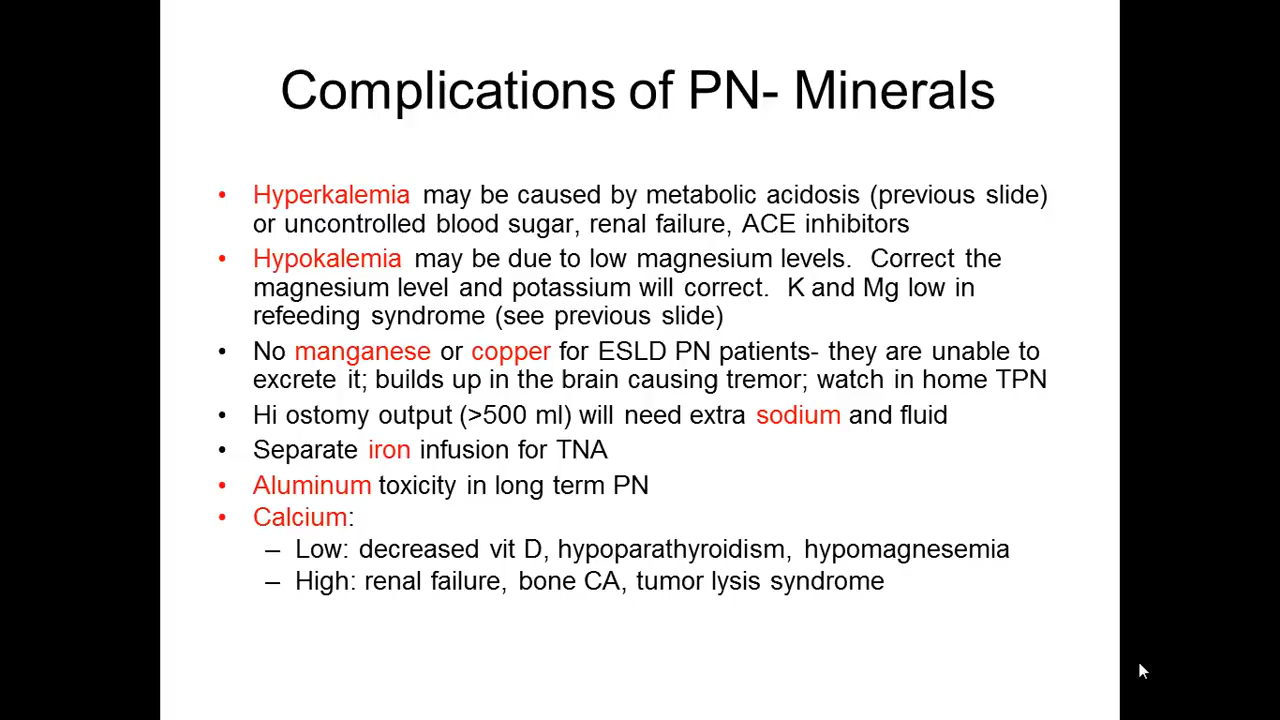 Complications of PN- Minerals
• Hyperkalemia may be caused by metabolic acidosis (previous slide)
or uncontrolled blood sugar, renal failure, ACE inhibitors
• Hypokalemia may be due to low magnesium levels. Correct the
magnesium level and potassium will correct. K and Mg low in
refeeding syndrome (see previous slide)
• No manganese or copper for ESLD PN patients- they are unable to
excrete it; builds up in the brain causing tremor; watch in home TPN
• Hi ostomy output (>500 ml) will need extra sodium and fluid
• Separate iron infusion for TNA
• Aluminum toxicity in long term PN
• Calcium:
– Low: decreased vit D, hypoparathyroidism, hypomagnesemia
– High: renal failure, bone CA, tumor lysis syndrome